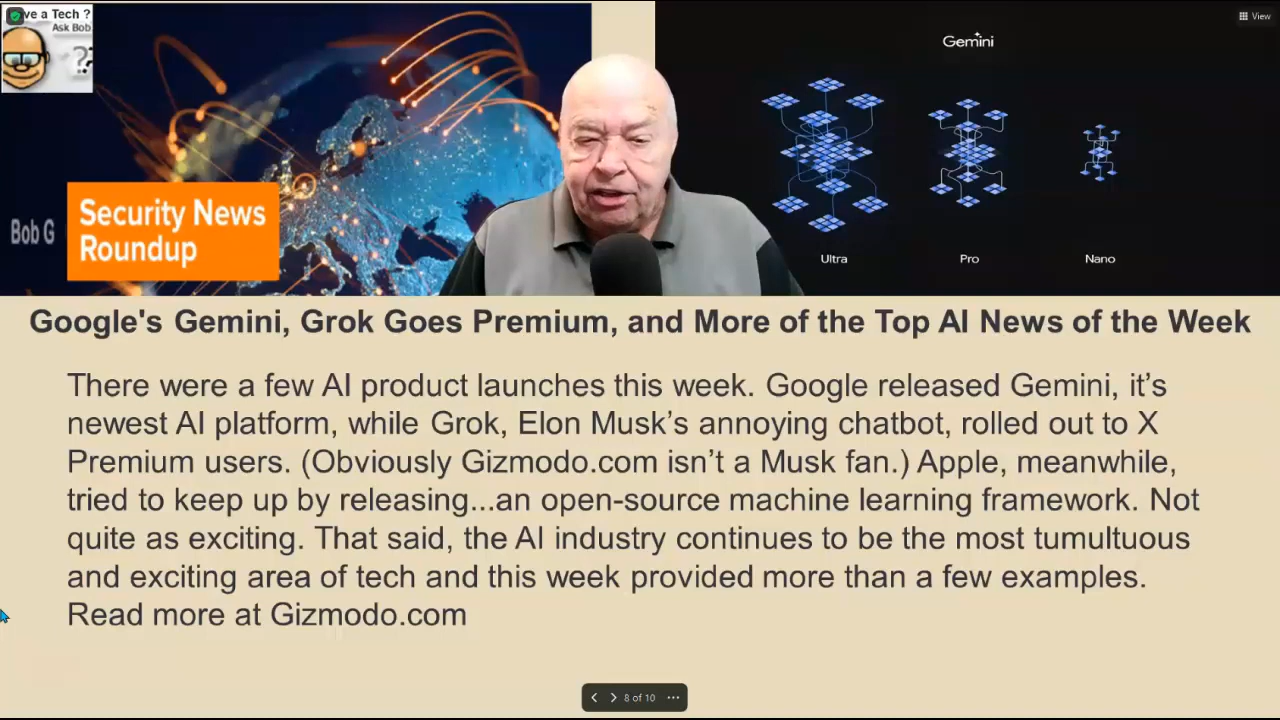 ve a Tech ?
Ask Bob
??
View
Gemini
Bob G
Security News
Roundup
Ultra
Pro
Nano
Google's Gemini, Grok Goes Premium, and More of the Top AI News of the Week
There were a few AI product launches this week. Google released Gemini, it’s
newest AI platform, while Grok, Elon Musk’s annoying chatbot, rolled out to X
Premium users. (Obviously Gizmodo.com isn’t a Musk fan.) Apple, meanwhile,
tried to keep up by releasing...an open-source machine learning framework. Not
quite as exciting. That said, the AI industry continues to be the most tumultuous
and exciting area of tech and this week provided more than a few examples.
Read more at Gizmodo.com
8 of 10